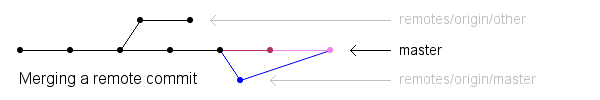 remotes/origin/other
master
Merging a remote commit
remotes/origin/master